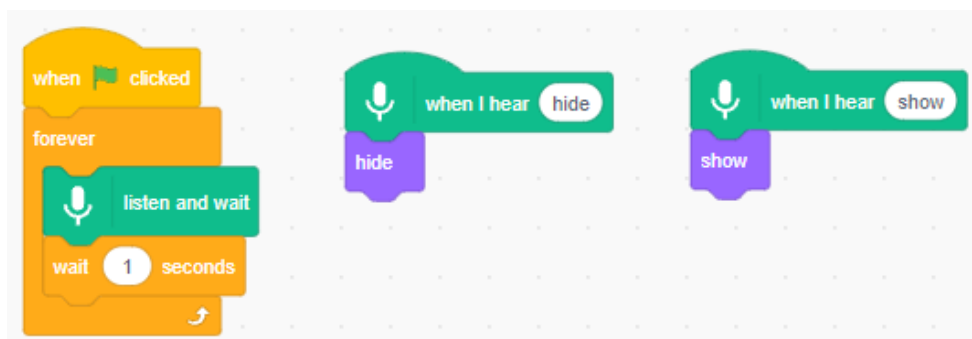 when clicked
forever
listen and wait
wait 1 seconds
when I hear hide
hide
when I hear show
show